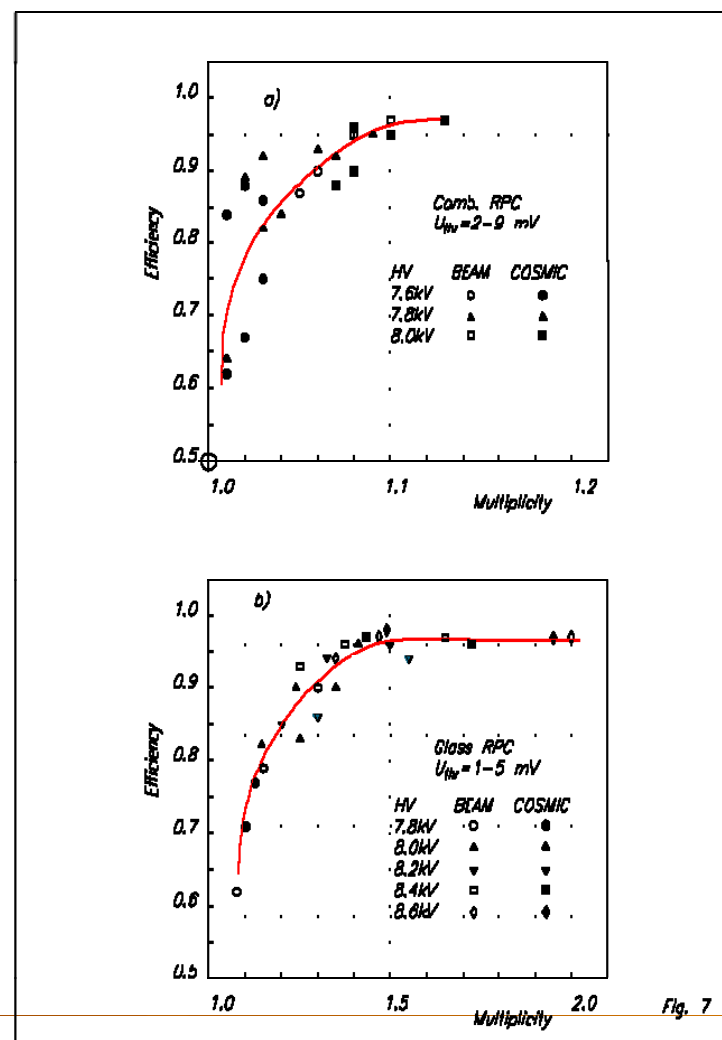 a)
1.0
0.9
0.8
0.7
0.6
0.5
Efficiency
Comb. RPC
Uthr=2-9 mV
HV BEAM COSMIC
7.6kV
7.8kV
8.0kV
1.0 1.1 1.2
Multiplicity
b)
1.0
0.9
0.8
0.7
0.6
0.5
Efficiency
Glass RPC
Uthr=1-5 mV
HV BEAM COSMIC
7.8kV
8.0kV
8.2kV
8.4kV
8.6kV
1.0 1.5 2.0
Multiplicity
Fig. 7